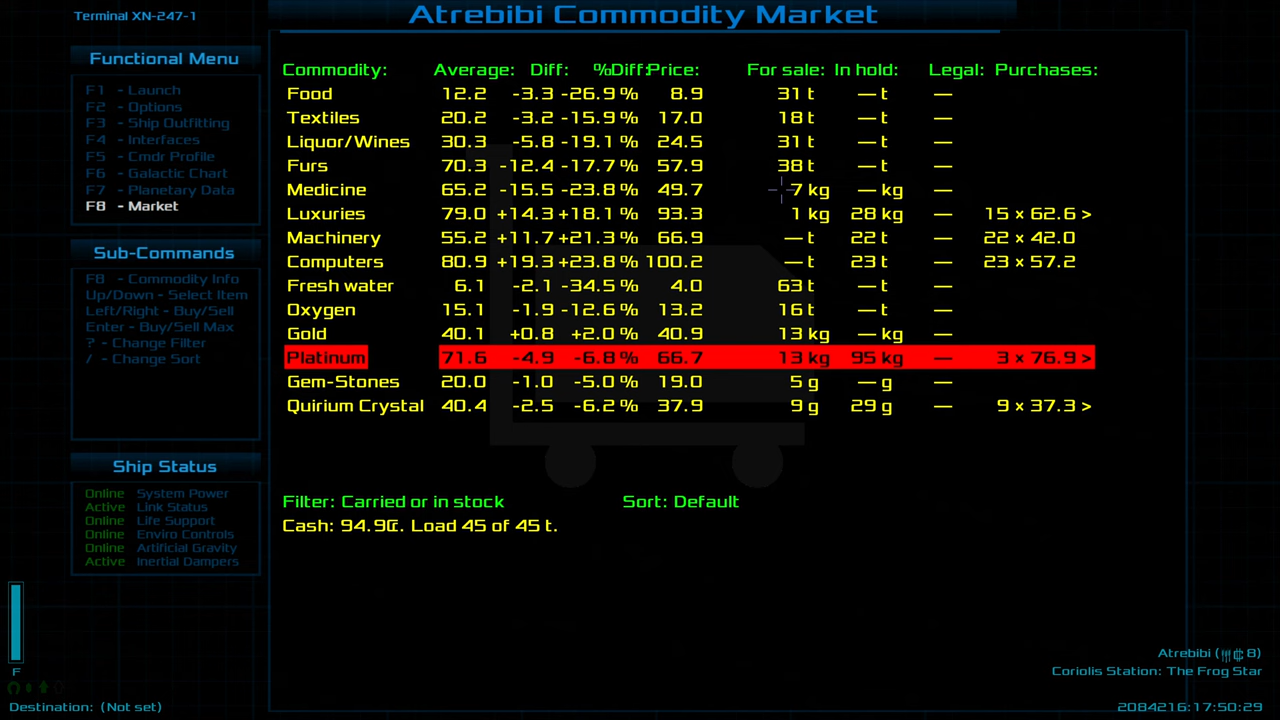 Terminal XN-247-1
Atrebibi Commodity Market
Functional Menu
F1 - Launch
F2 - Options
F3 - Ship Outfitting
F4 - Interfaces
F5 - Cmdr Profile
F6 - Galactic Chart
F7 - Planetary Data
F8 - Market
Sub-Commands
F8 - Commodity Info
Up/Down - Select Item
Left/Right - Buy/Sell
Enter - Buy/Sell Max
? - Change Filter
/ - Change Sort
Ship Status
Online System Power
Active Link Status
Online Life Support
Online Enviro Controls
Online Artificial Gravity
Active Inertial Dampers
F
Destination: (Not set)
Commodity: Average: Diff: %Diff: Price: For sale: In hold: Legal: Purchases:
Food 12.2 -3.3 -26.9 % 8.9 31 t — t —
Textiles 20.2 -3.2 -15.9 % 17.0 18 t — t —
Liquor/Wines 30.3 -5.8 -19.1 % 24.5 31 t — t —
Furs 70.3 -12.4 -17.7 % 57.9 38 t — t —
Medicine 65.2 -15.5 -23.8 % 49.7 7 kg — kg —
Luxuries 79.0 +14.3 +18.1 % 93.3 1 kg 28 kg — 15 × 62.6 >
Machinery 55.2 +11.7 +21.3 % 66.9 — t 22 t — 22 × 42.0
Computers 80.9 +19.3 +23.8 % 100.2 — t 23 t — 23 × 57.2
Fresh water 6.1 -2.1 -34.5 % 4.0 63 t — t —
Oxygen 15.1 -1.9 -12.6 % 13.2 16 t — t —
Gold 40.1 +0.8 +2.0 % 40.9 13 kg — kg —
Platinum 71.6 -4.9 -6.8 % 66.7 13 kg 95 kg — 3 × 76.9 >
Gem-Stones 20.0 -1.0 -5.0 % 19.0 5 g — g —
Quirium Crystal 40.4 -2.5 -6.2 % 37.9 9 g 29 g — 9 × 37.3 >
Filter: Carried or in stock Sort: Default
Cash: 94.9₢. Load 45 of 45 t.
Atrebibi ( 8)
Coriolis Station: The Frog Star
2084216:17:50:29